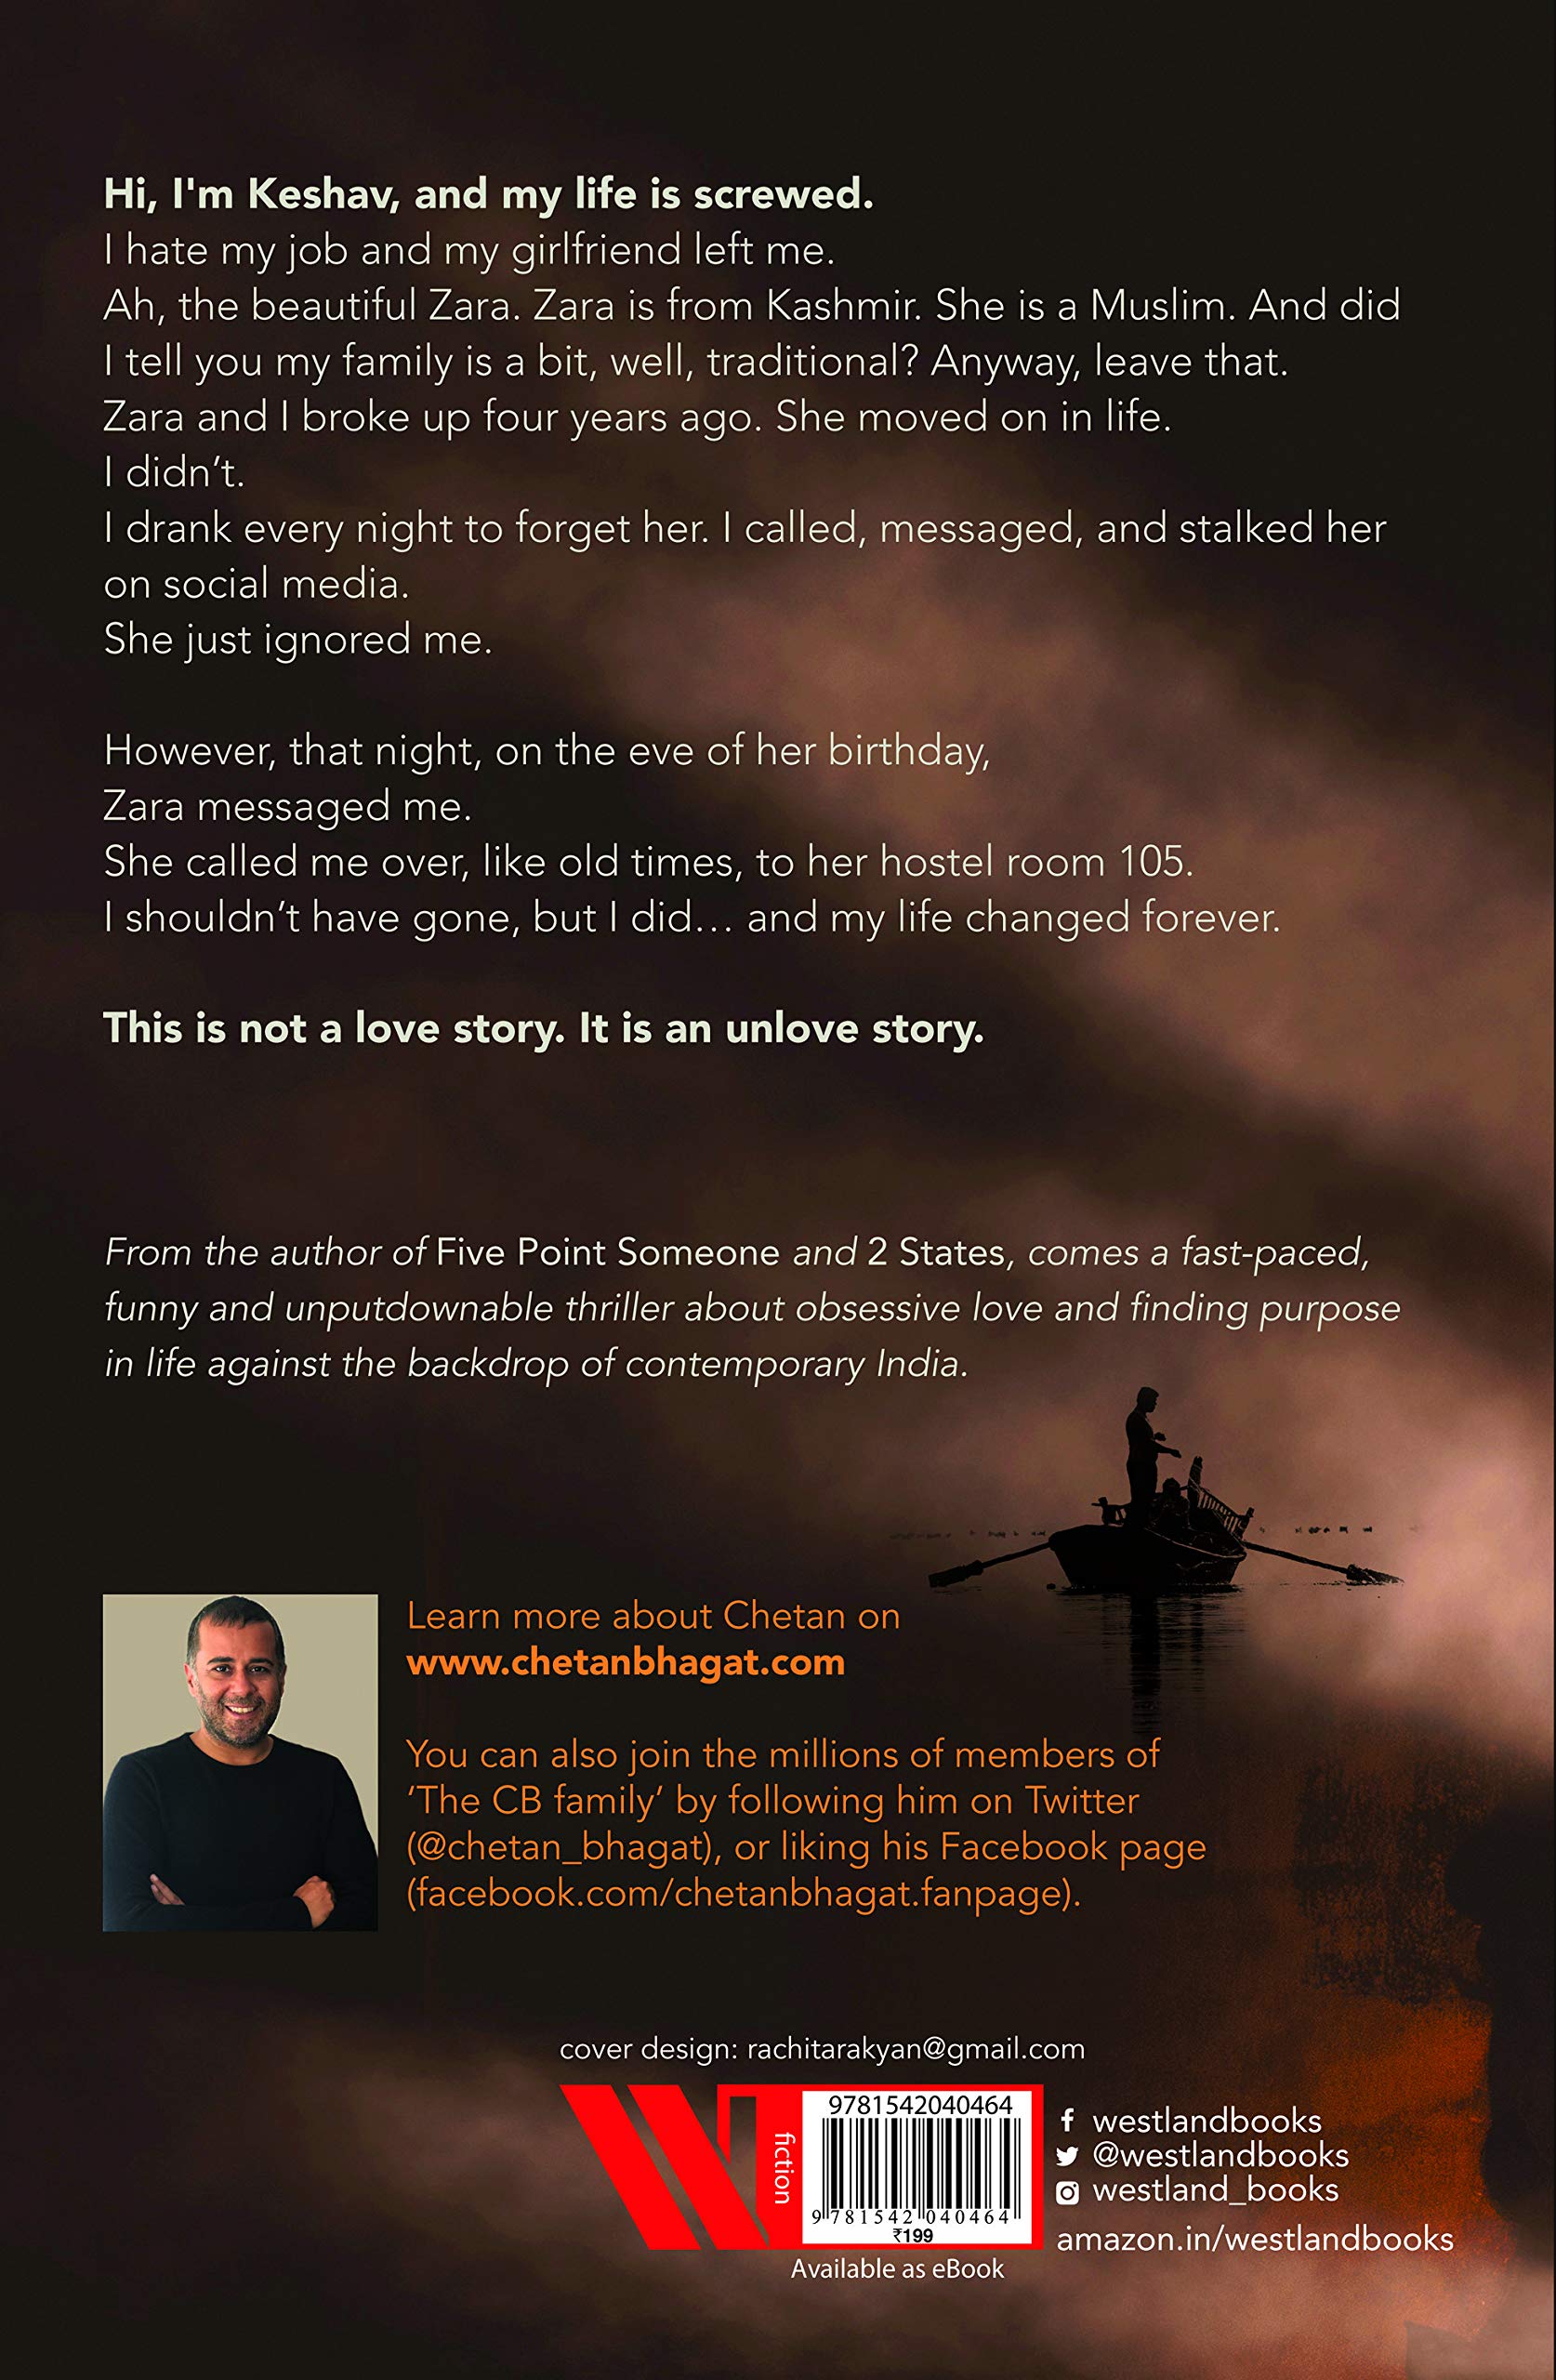 Hi, I'm Keshav, and my life is screwed.
I hate my job and my girlfriend left me.
Ah, the beautiful Zara. Zara is from Kashmir. She is a Muslim. And did
I tell you my family is a bit, well, traditional? Anyway, leave that.
Zara and I broke up four years ago. She moved on in life.
I didn’t.
I drank every night to forget her. I called, messaged, and stalked her
on social media.
She just ignored me.
However, that night, on the eve of her birthday,
Zara messaged me.
She called me over, like old times, to her hostel room 105.
I shouldn’t have gone, but I did… and my life changed forever.
This is not a love story. It is an unlove story.
From the author of Five Point Someone and 2 States, comes a fast-paced,
funny and unputdownable thriller about obsessive love and finding purpose
in life against the backdrop of contemporary India.
Learn more about Chetan on
www.chetanbhagat.com
You can also join the millions of members of
‘The CB family’ by following him on Twitter
(@chetan_bhagat), or liking his Facebook page
(facebook.com/chetanbhagat.fanpage).
cover design: rachitarakyan@gmail.com
W
fiction
9781542040464
9 781542 040464
₹199
Available as eBook
westlandbooks
@westlandbooks
westland_books
amazon.in/westlandbooks